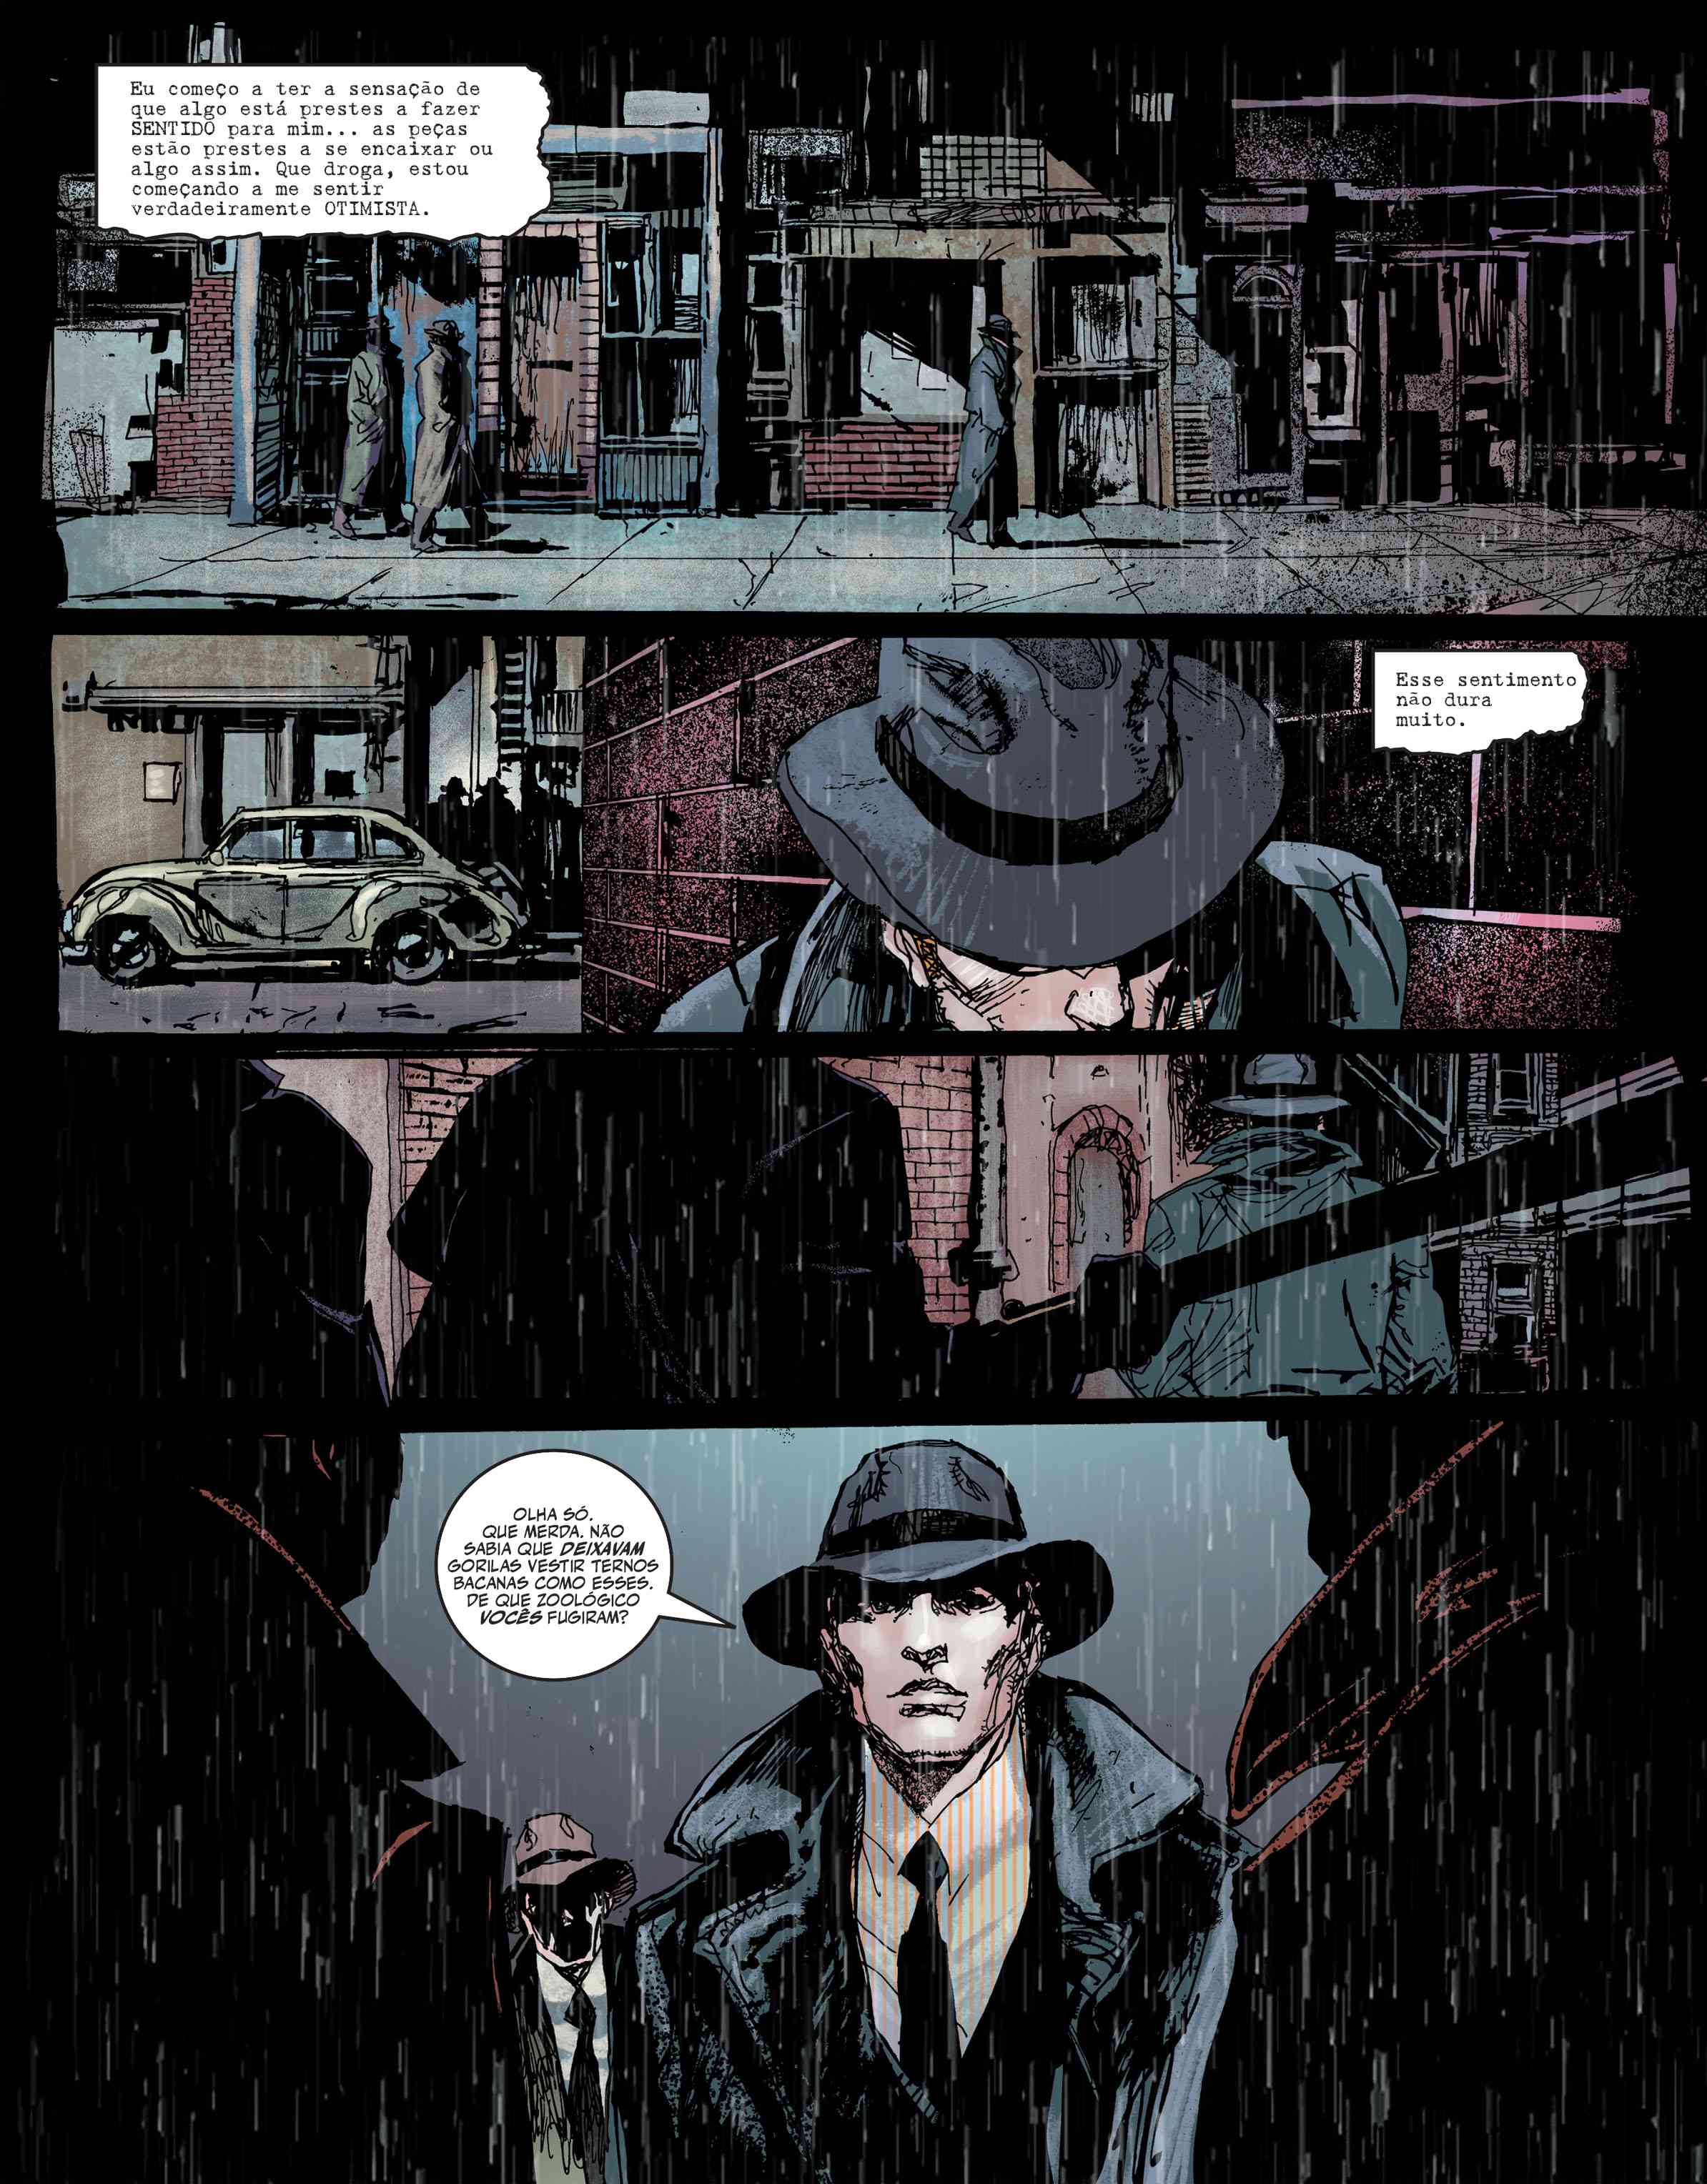 Eu começo a ter a sensação de
que algo está prestes a fazer
SENTIDO para mim... as peças
estão prestes a se encaixar ou
algo assim. Que droga, estou
começando a me sentir
verdadeiramente OTIMISTA.
Esse sentimento
não dura
muito.
OLHA SÓ.
QUE MERDA. NÃO
SABIA QUE DEIXAVAM
GORILAS VESTIR TERNOS
BACANAS COMO ESSES.
DE QUE ZOOLÓGICO
VOCÊS FUGIRAM?